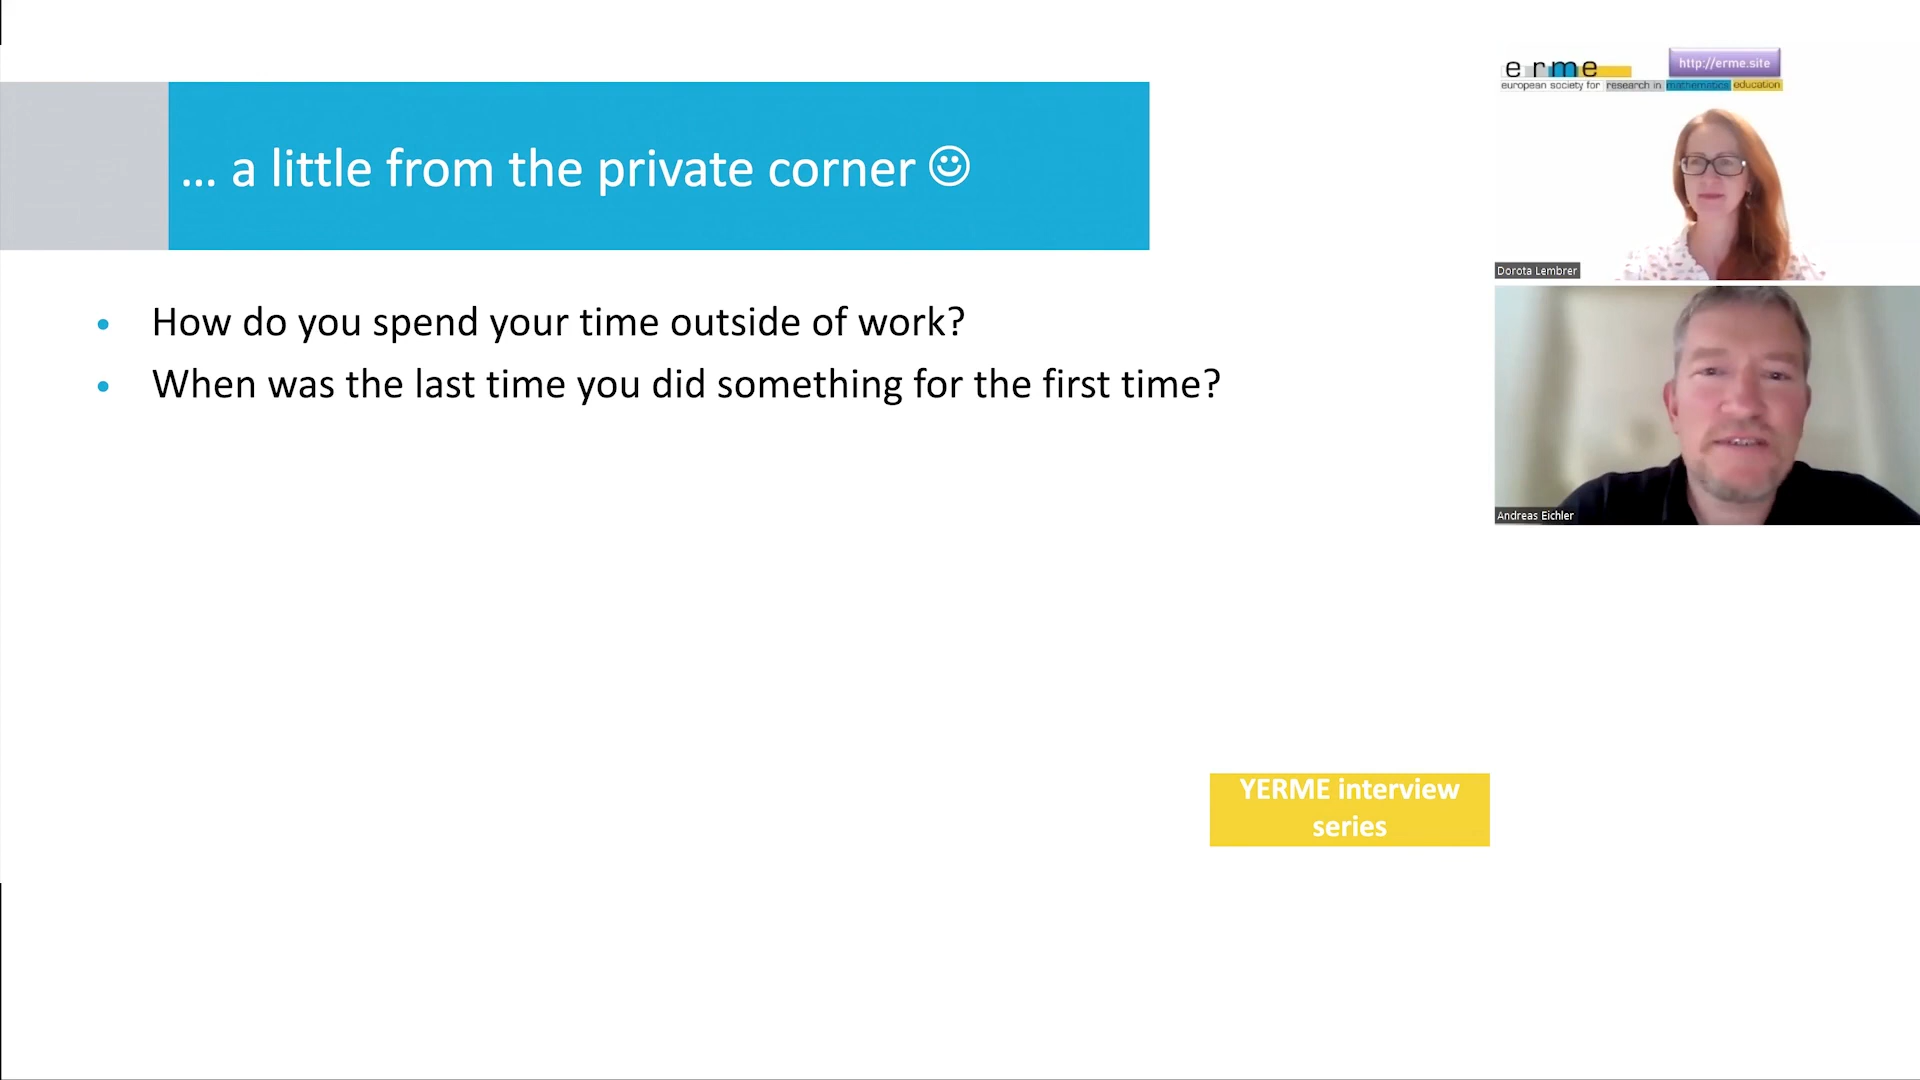 ... a little from the private corner ☺
• How do you spend your time outside of work?
• When was the last time you did something for the first time?
erme
http://erme.site
european society for research in mathematics education
Dorota Lembrer
Andreas Eichler
YERME interview
series